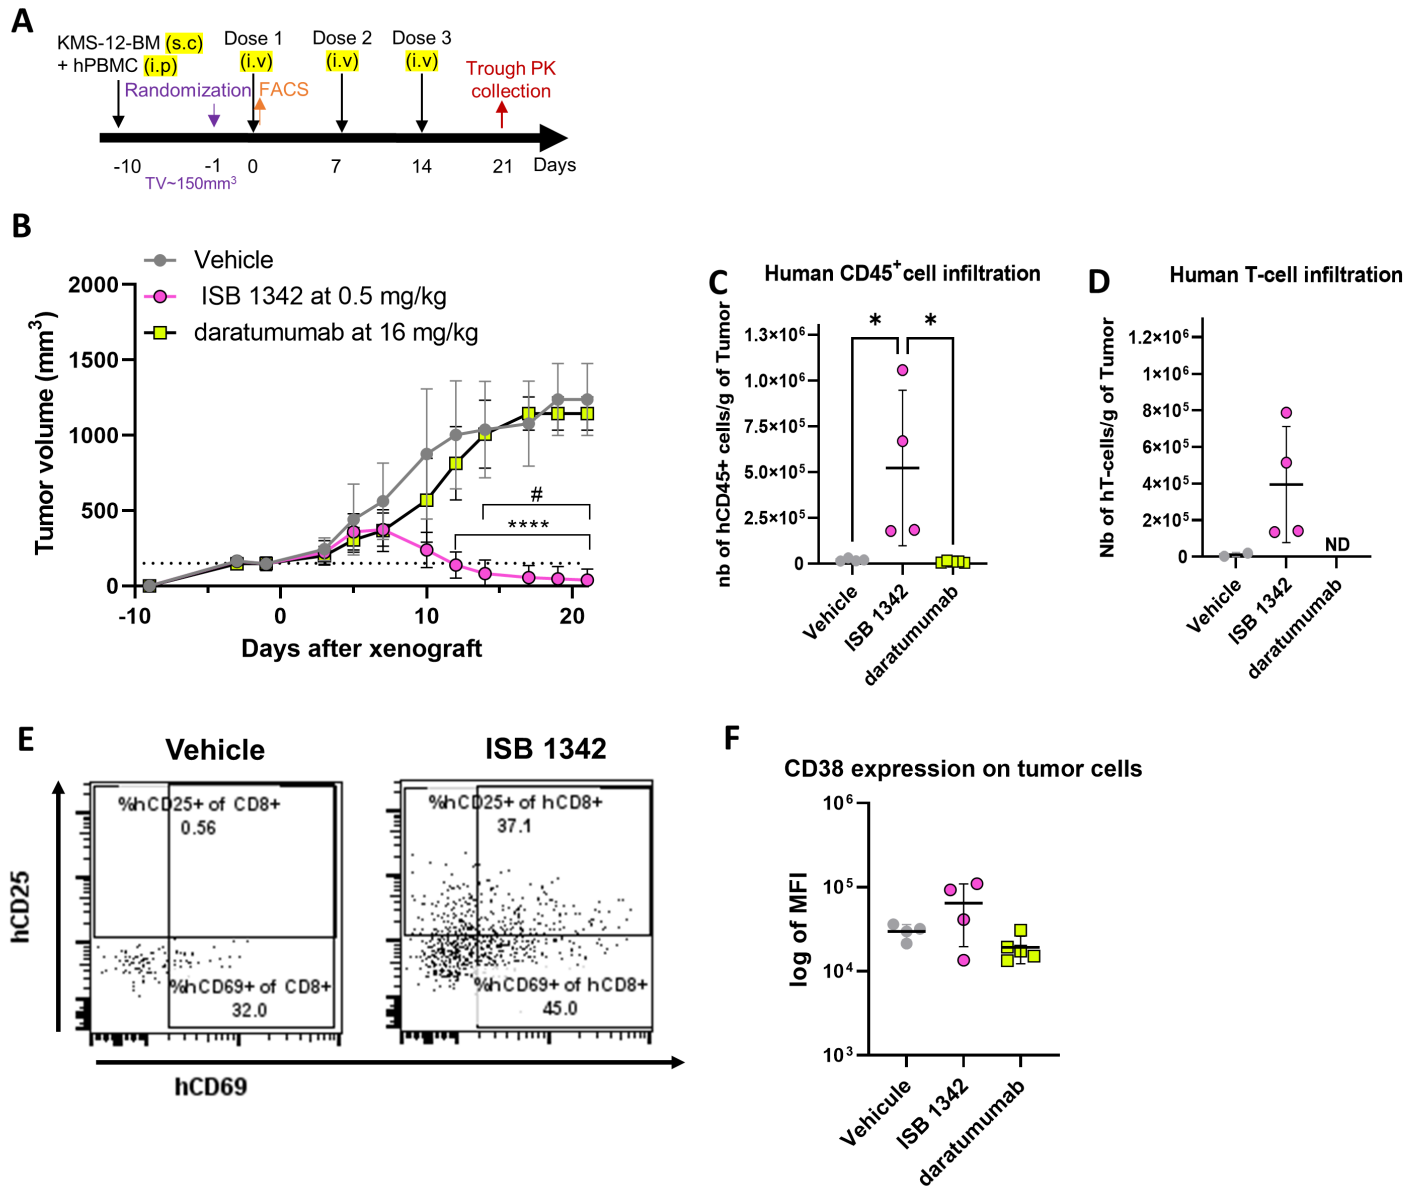 A
KMS-12-BM (s.c)
+ hPBMC (i.p)
Dose 1
(i.v)
Dose 2
(i.v)
Dose 3
(i.v)
Randomization
FACS
Trough PK
collection
-10
-1
0
7
14
21
Days
TV~150mm³
B
Vehicle
ISB 1342 at 0.5 mg/kg
daratumumab at 16 mg/kg
Tumor volume (mm³)
2000
1500
1000
500
0
#
****
-10
0
10
20
Days after xenograft
C
Human CD45⁺ cell infiltration
nb of hCD45+ cells/g of Tumor
1.3×10⁶
1.0×10⁶
7.5×10⁵
5.0×10⁵
2.5×10⁵
0
*
*
Vehicle
ISB 1342
daratumumab
D
Human T-cell infiltration
Nb of hT-cells/g of Tumor
1.2×10⁶
1×10⁶
8×10⁵
6×10⁵
4×10⁵
2×10⁵
0
ND
Vehicle
ISB 1342
daratumumab
E
Vehicle
%hCD25+ of CD8+
0.56
%hCD69+ of CD8+
32.0
ISB 1342
%hCD25+ of hCD8+
37.1
%hCD69+ of hCD8+
45.0
hCD25
hCD69
F
CD38 expression on tumor cells
log of MFI
10⁶
10⁵
10⁴
10³
Vehicule
ISB 1342
daratumumab